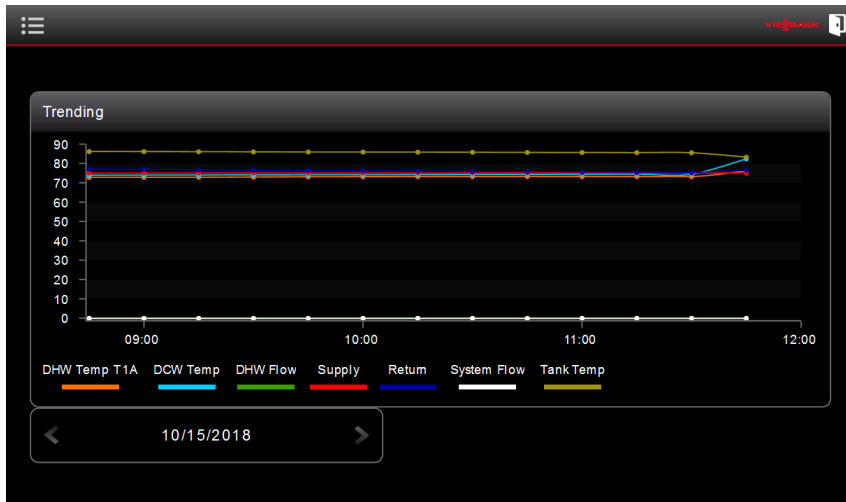 VIESMANN
Trending
90
80
70
60
50
40
30
20
10
0
09:00 10:00 11:00 12:00
DHW Temp T1A DCW Temp DHW Flow Supply Return System Flow Tank Temp
10/15/2018